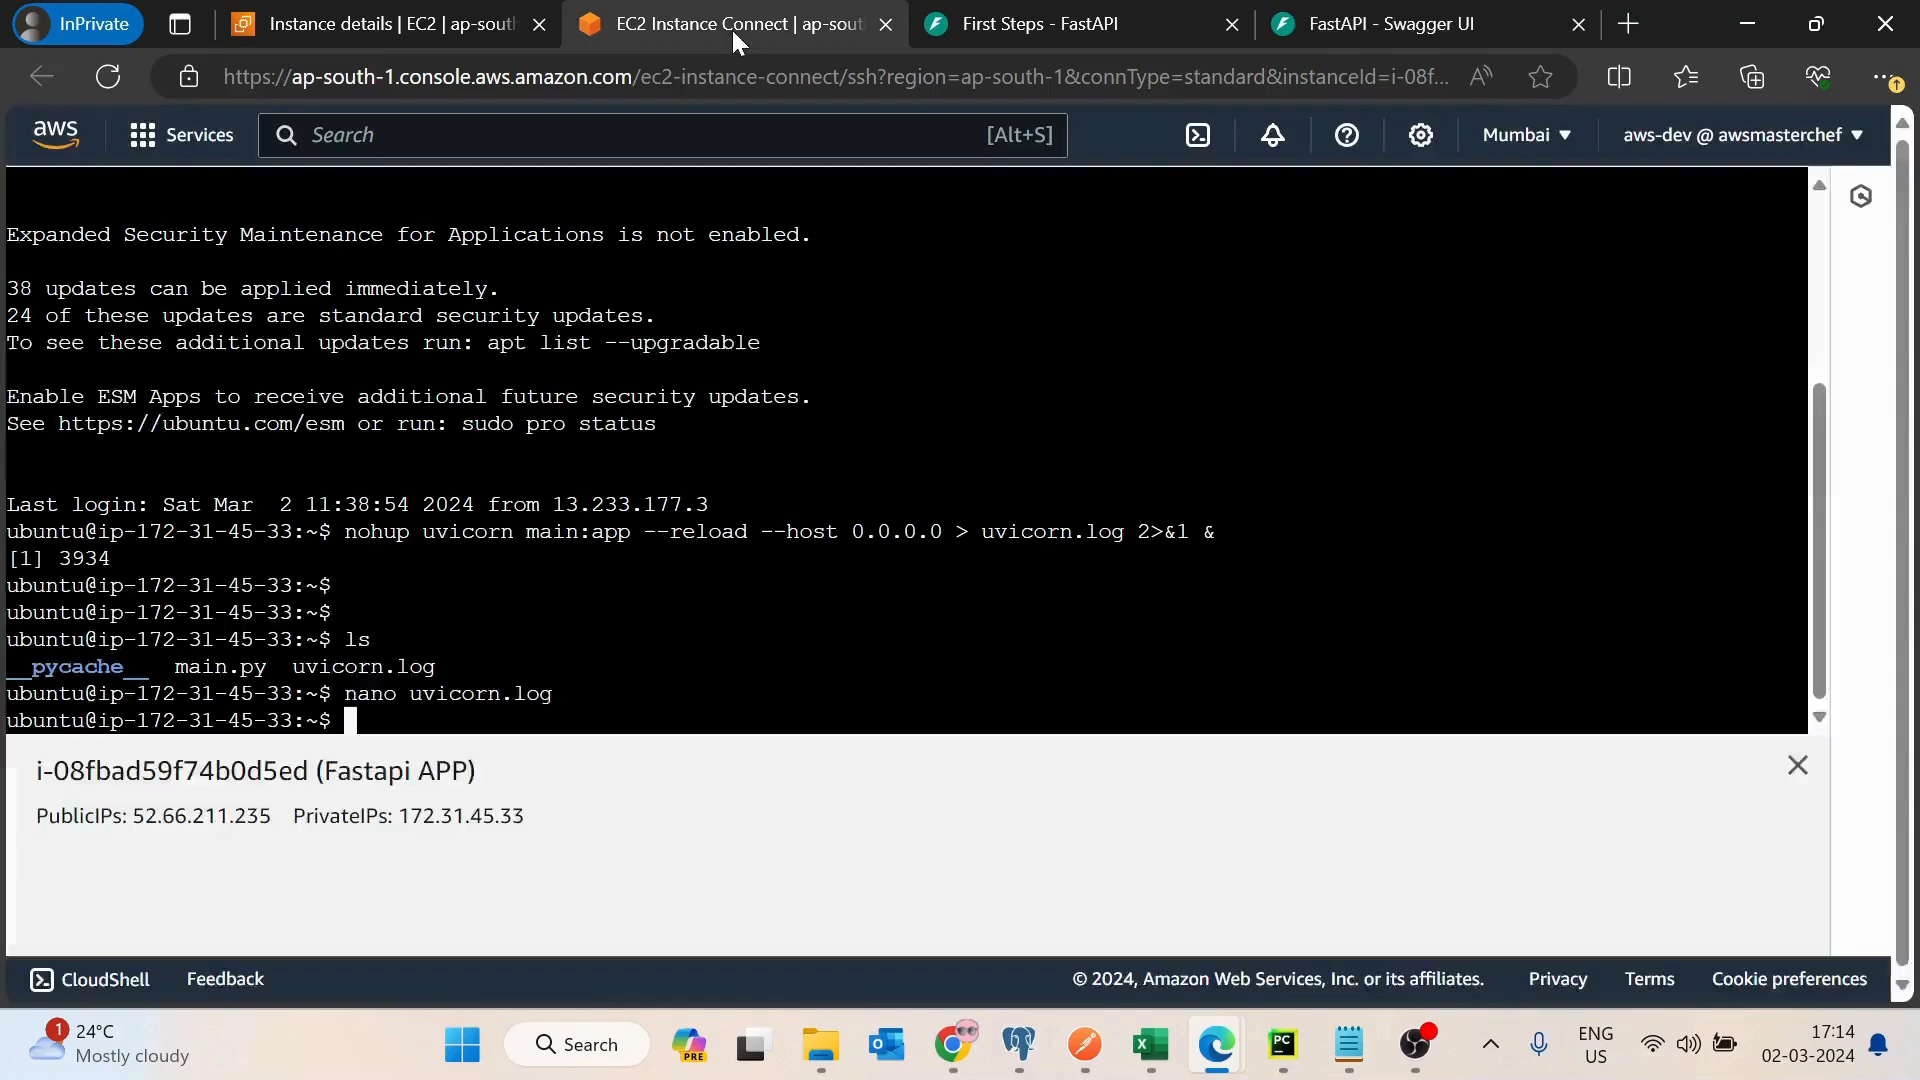 InPrivate
Instance details | EC2 | ap-sout
EC2 Instance Connect | ap-sout
First Steps - FastAPI
FastAPI - Swagger UI
https://ap-south-1.console.aws.amazon.com/ec2-instance-connect/ssh?region=ap-south-1&connType=standard&instanceId=i-08f...
aws
Services
Search
[Alt+S]
Mumbai
aws-dev @ awsmasterchef
Expanded Security Maintenance for Applications is not enabled.
38 updates can be applied immediately.
24 of these updates are standard security updates.
To see these additional updates run: apt list --upgradable
Enable ESM Apps to receive additional future security updates.
See https://ubuntu.com/esm or run: sudo pro status
Last login: Sat Mar  2 11:38:54 2024 from 13.233.177.3
ubuntu@ip-172-31-45-33:~$ nohup uvicorn main:app --reload --host 0.0.0.0 > uvicorn.log 2>&1 &
[1] 3934
ubuntu@ip-172-31-45-33:~$
ubuntu@ip-172-31-45-33:~$
ubuntu@ip-172-31-45-33:~$ ls
__pycache__  main.py  uvicorn.log
ubuntu@ip-172-31-45-33:~$ nano uvicorn.log
ubuntu@ip-172-31-45-33:~$
i-08fbad59f74b0d5ed (Fastapi APP)
PublicIPs: 52.66.211.235    PrivateIPs: 172.31.45.33
CloudShell
Feedback
© 2024, Amazon Web Services, Inc. or its affiliates.
Privacy
Terms
Cookie preferences
1
24°C
Mostly cloudy
Search
PRE
PC
ENG
US
17:14
02-03-2024